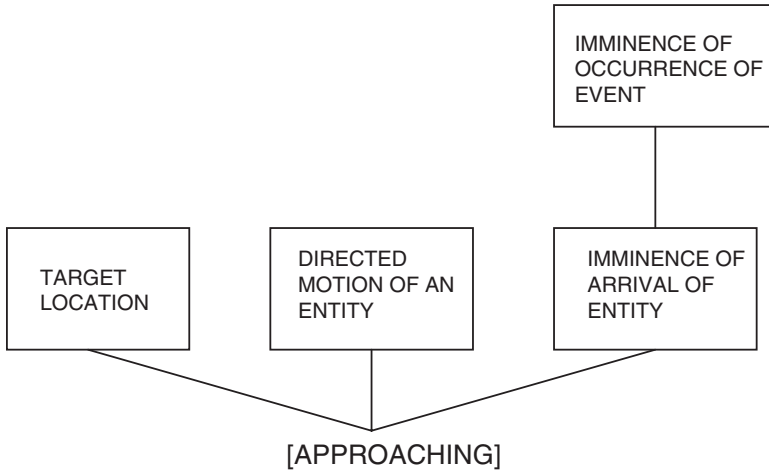 IMMINENCE OF
OCCURRENCE OF
EVENT
TARGET
LOCATION
DIRECTED
MOTION OF AN
ENTITY
IMMINENCE OF
ARRIVAL OF
ENTITY
[APPROACHING]